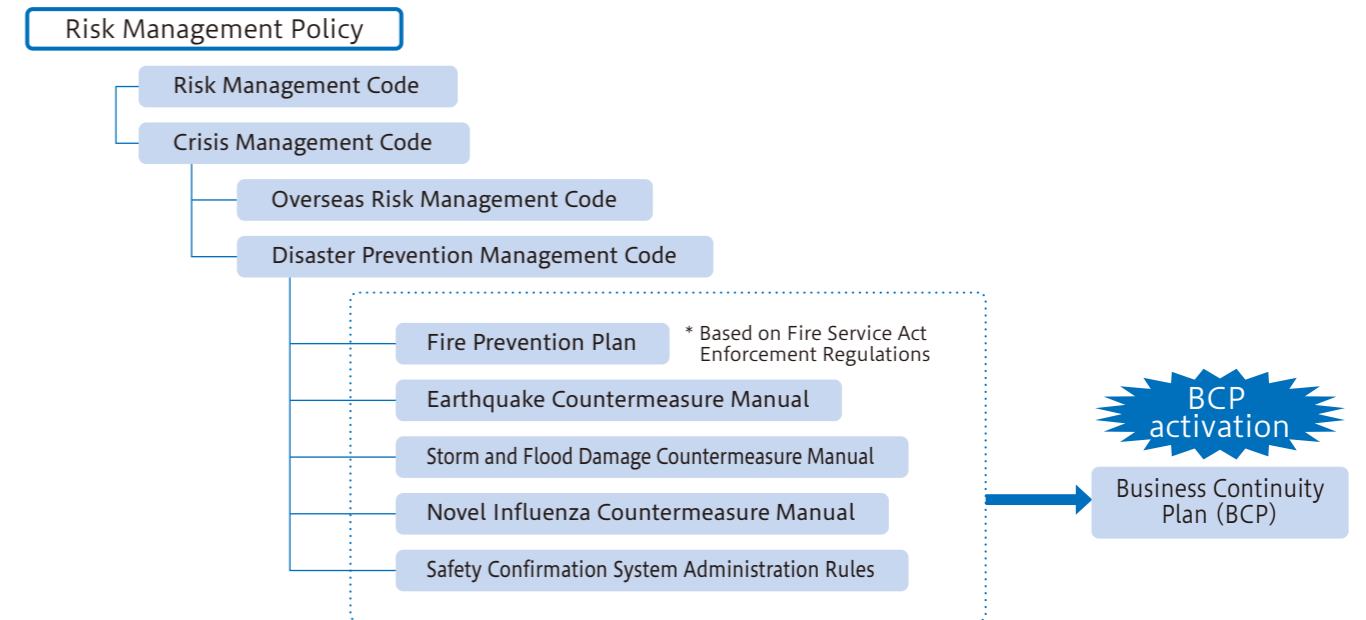 Risk Management Policy
Risk Management Code
Crisis Management Code
Overseas Risk Management Code
Disaster Prevention Management Code
Fire Prevention Plan
* Based on Fire Service Act
Enforcement Regulations
Earthquake Countermeasure Manual
Storm and Flood Damage Countermeasure Manual
Novel Influenza Countermeasure Manual
Safety Confirmation System Administration Rules
BCP
activation
Business Continuity
Plan (BCP)